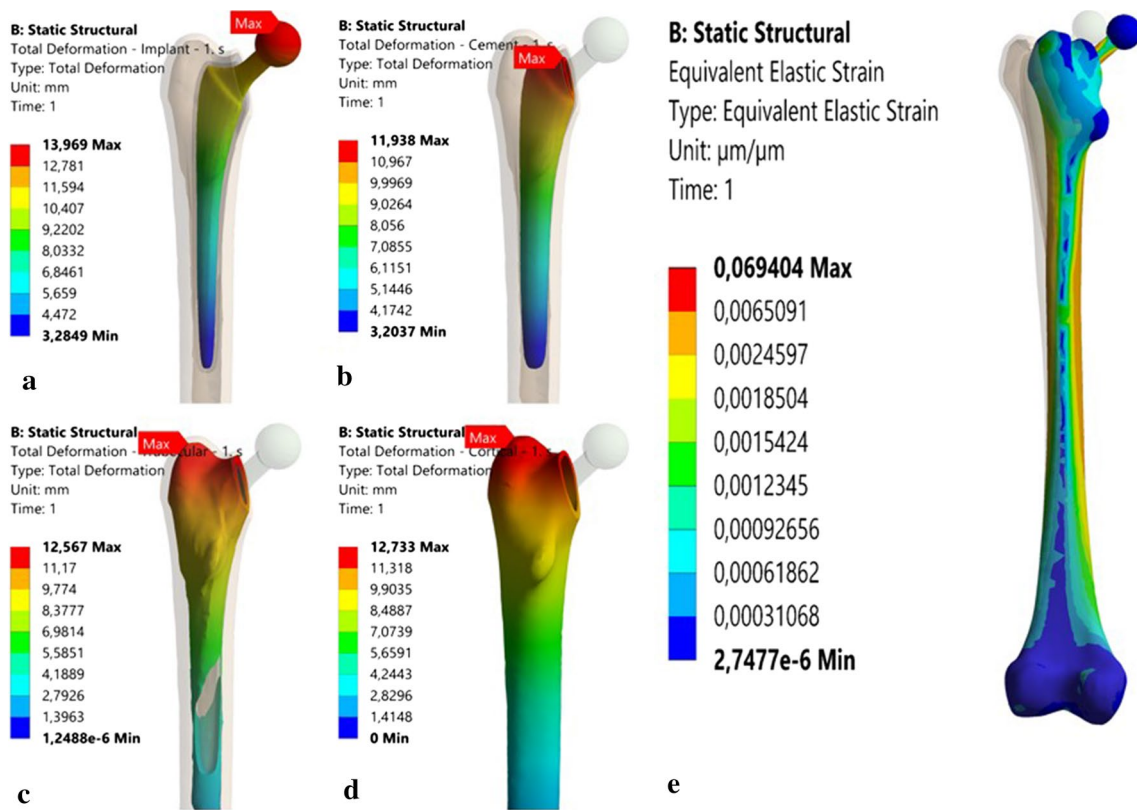 B: Static Structural
Total Deformation - Implant - 1, s
Type: Total Deformation
Unit: mm
Time: 1
Max
13,969 Max
12,781
11,594
10,407
9,2202
8,0332
6,8461
5,659
4,472
3,2849 Min
a
B: Static Structural
Total Deformation - Cement - 1, s
Type: Total Deformation
Unit: mm
Time: 1
Max
11,938 Max
10,967
9,9969
9,0264
8,056
7,0855
6,1151
5,1446
4,1742
3,2037 Min
b
B: Static Structural
Total Deformation - - 1, s
Type: Total Deformation
Unit: mm
Time: 1
Max
12,567 Max
11,17
9,774
8,3777
6,9814
5,5851
4,1889
2,7926
1,3963
1,2488e-6 Min
c
B: Static Structural
Total Deformation - Cortical - 1, s
Type: Total Deformation
Unit: mm
Time: 1
Max
12,733 Max
11,318
9,9035
8,4887
7,0739
5,6591
4,2443
2,8296
1,4148
0 Min
d
B: Static Structural
Equivalent Elastic Strain
Type: Equivalent Elastic Strain
Unit: µm/µm
Time: 1
0,069404 Max
0,0065091
0,0024597
0,0018504
0,0015424
0,0012345
0,00092656
0,00061862
0,00031068
2,7477e-6 Min
e